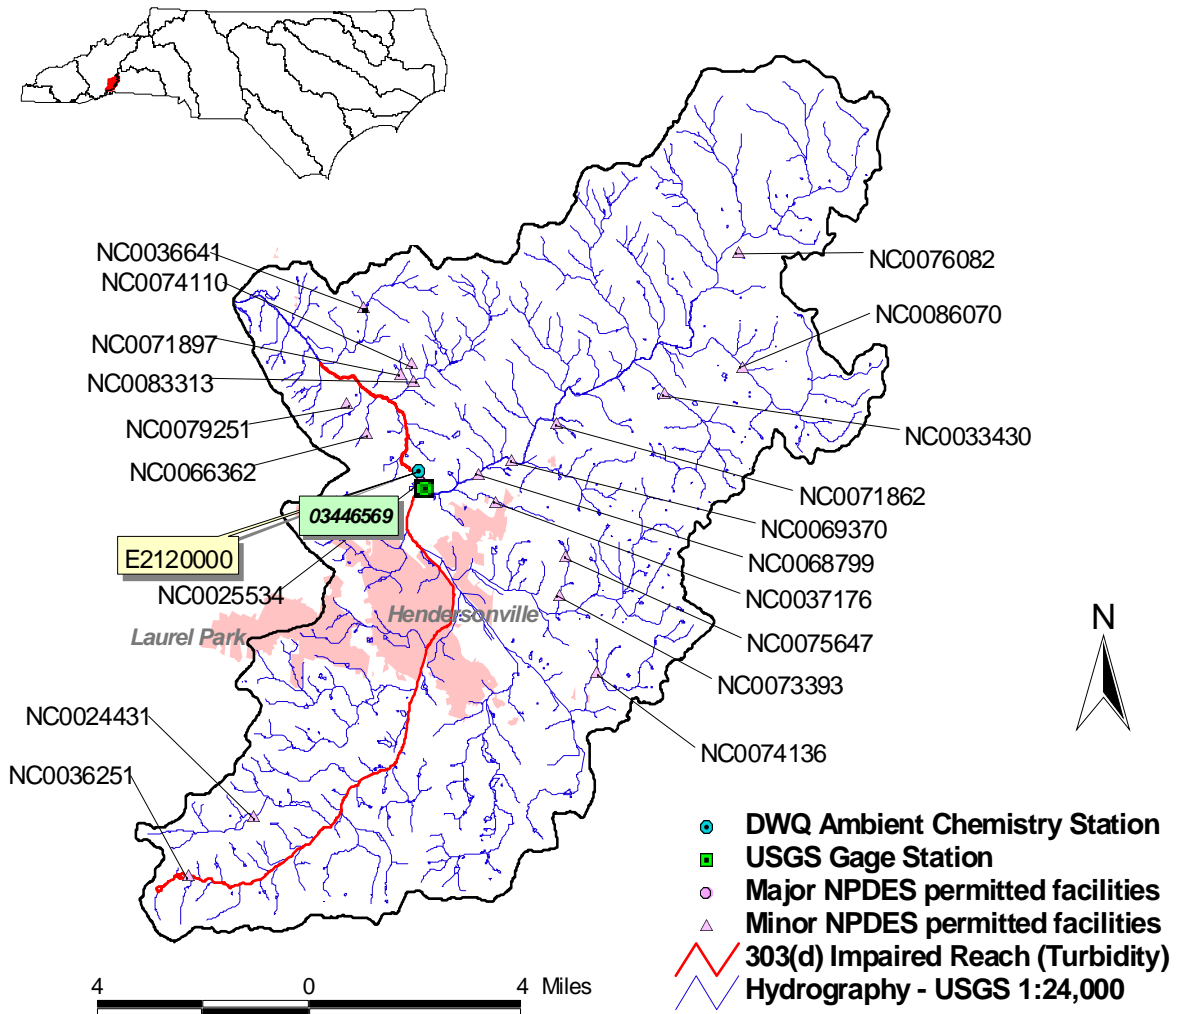 NC0036641
NC0074110
NC0071897
NC0083313
NC0079251
NC0066362
03446569
E2120000
NC0025534
Laurel Park
Hendersonville
NC0024431
NC0036251
NC0076082
NC0086070
NC0033430
NC0071862
NC0069370
NC0068799
NC0037176
NC0075647
NC0073393
NC0074136
N
DWQ Ambient Chemistry Station
USGS Gage Station
Major NPDES permitted facilities
Minor NPDES permitted facilities
303(d) Impaired Reach (Turbidity)
Hydrography - USGS 1:24,000
4 0 4 Miles